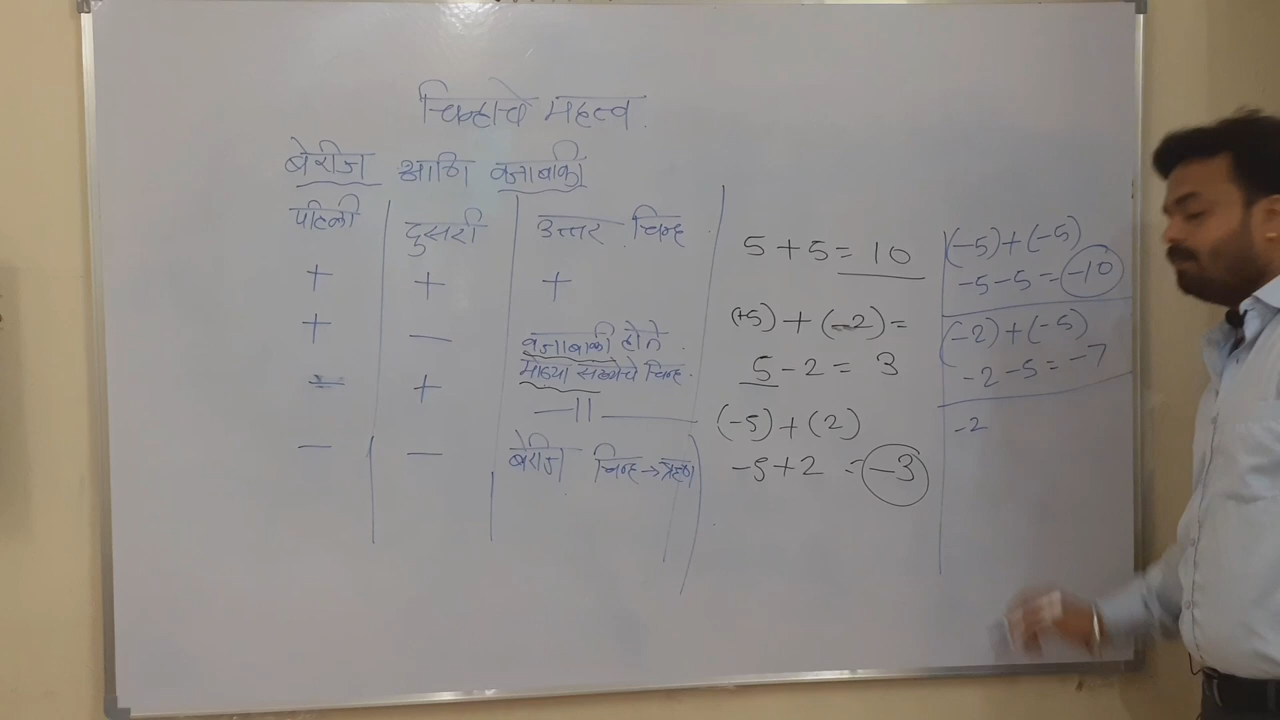 चिन्हाचे महत्व.
बेरीज आणि वजाबाकी
पहिली दुसरी उत्तर चिन्ह
+ + +
+ — वजाबाकी होते.
मोठ्या संख्येचे चिन्ह.
— + —||—
— — बेरीज चिन्ह → ऋण
5 + 5 = 10
(+5) + (-2) =
5 - 2 = 3
(-5) + (2)
-5 + 2 = -3
(-5) + (-5)
-5 -5 = -10
(-2) + (-5)
-2 -5 = -7
-2